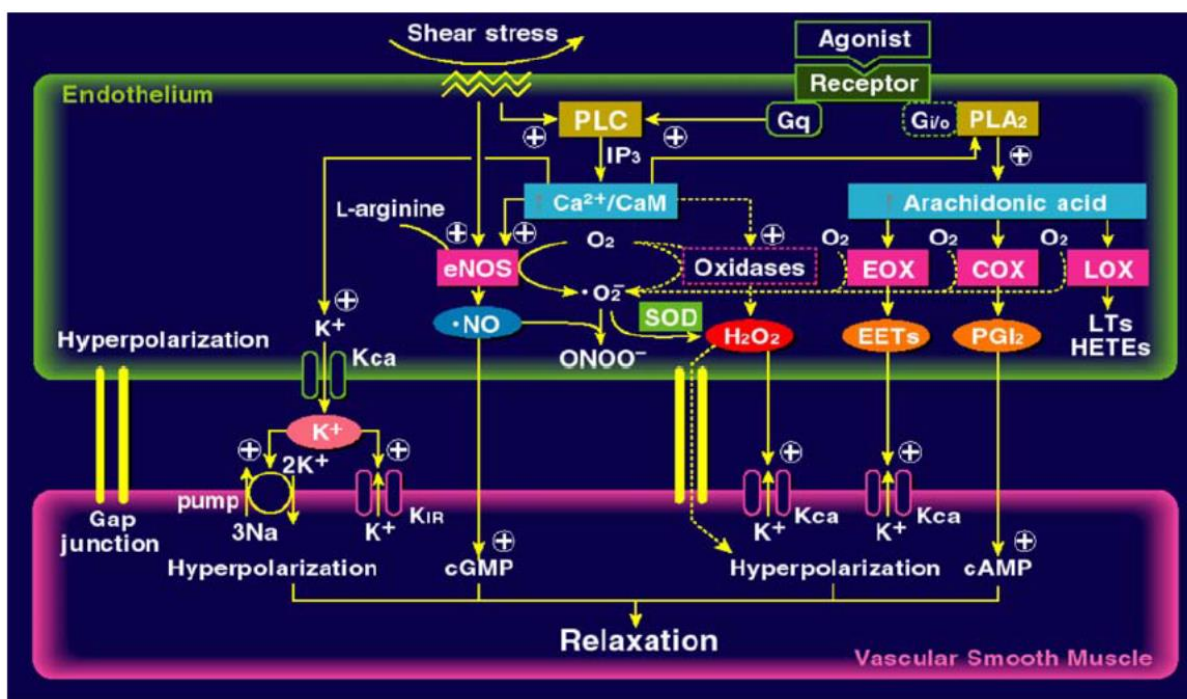 Shear stress
Agonist
Receptor
Endothelium
PLC
Gq
Gi/o
PLA₂
IP₃
↑ Ca²⁺/CaM
↑ Arachidonic acid
L-arginine
O₂
O₂
O₂
O₂
eNOS
Oxidases
EOX
COX
LOX
·O₂⁻
SOD
·NO
H₂O₂
EETs
PGI₂
LTs
HETEs
ONOO⁻
K⁺
Hyperpolarization
Kca
K⁺
2K⁺
pump
3Na
K⁺
KIR
K⁺
Kca
K⁺
Kca
Gap
junction
Hyperpolarization
cGMP
Hyperpolarization
cAMP
Relaxation
Vascular Smooth Muscle